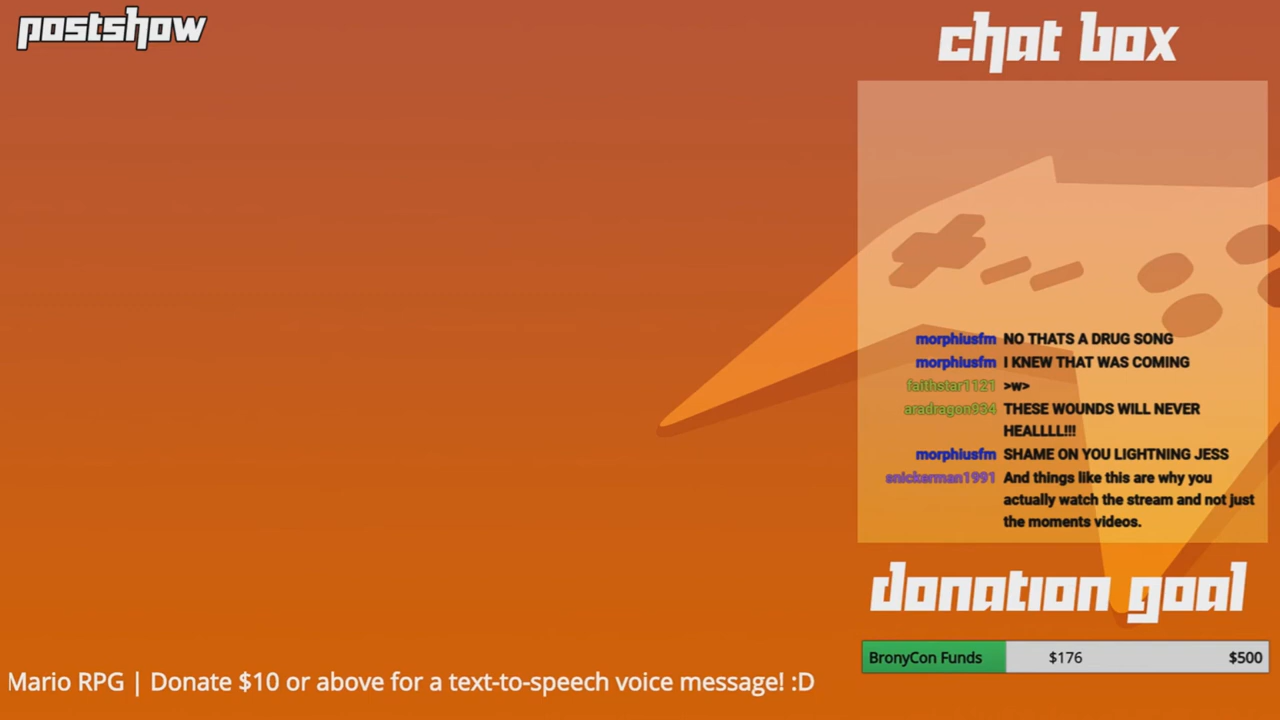 postshow
chat box
morphiusfm NO THATS A DRUG SONG
morphiusfm I KNEW THAT WAS COMING
faithstar1121 >w>
aradragon934 THESE WOUNDS WILL NEVER
HEALLLL!!!
morphiusfm SHAME ON YOU LIGHTNING JESS
snickerman1991 And things like this are why you
actually watch the stream and not just
the moments videos.
donation goal
BronyCon Funds $176 $500
Mario RPG | Donate $10 or above for a text-to-speech voice message! :D